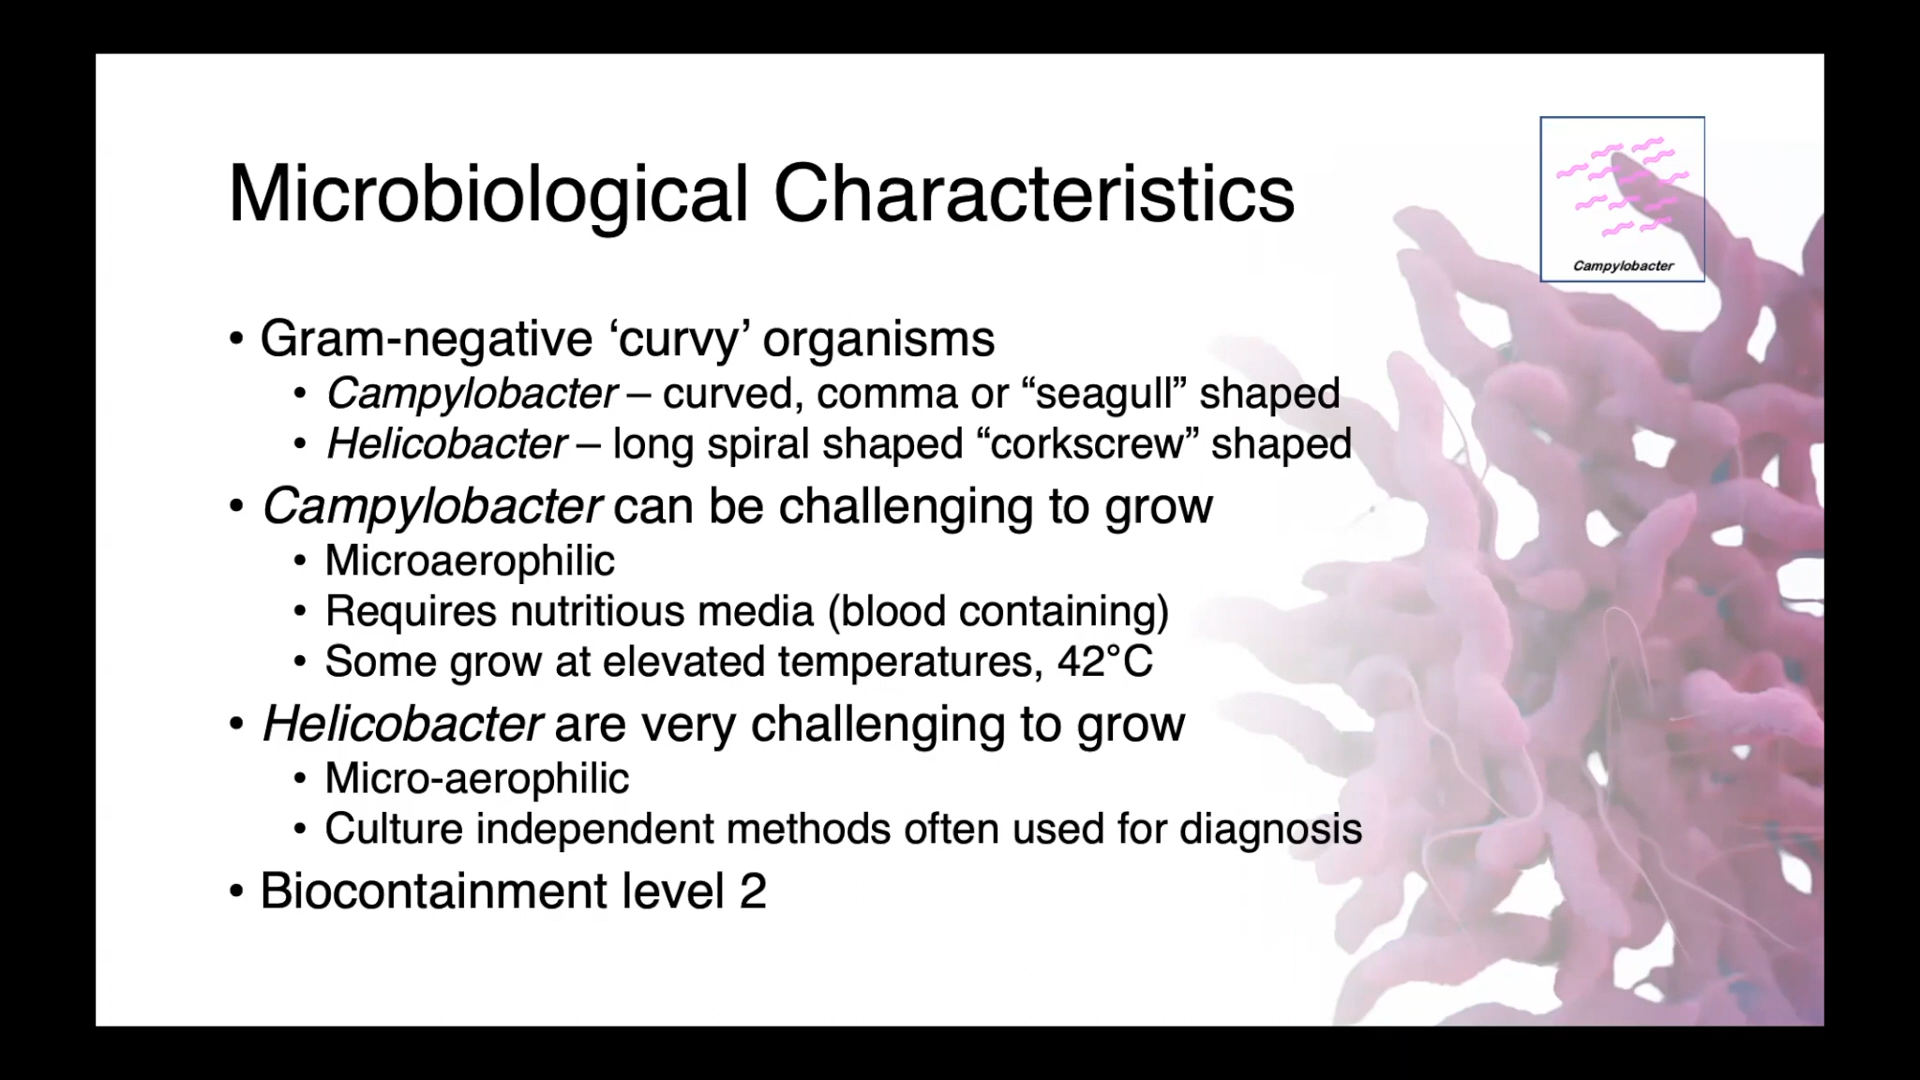 Microbiological Characteristics
Campylobacter
• Gram-negative ‘curvy’ organisms
• Campylobacter – curved, comma or “seagull” shaped
• Helicobacter – long spiral shaped “corkscrew” shaped
• Campylobacter can be challenging to grow
• Microaerophilic
• Requires nutritious media (blood containing)
• Some grow at elevated temperatures, 42°C
• Helicobacter are very challenging to grow
• Micro-aerophilic
• Culture independent methods often used for diagnosis
• Biocontainment level 2